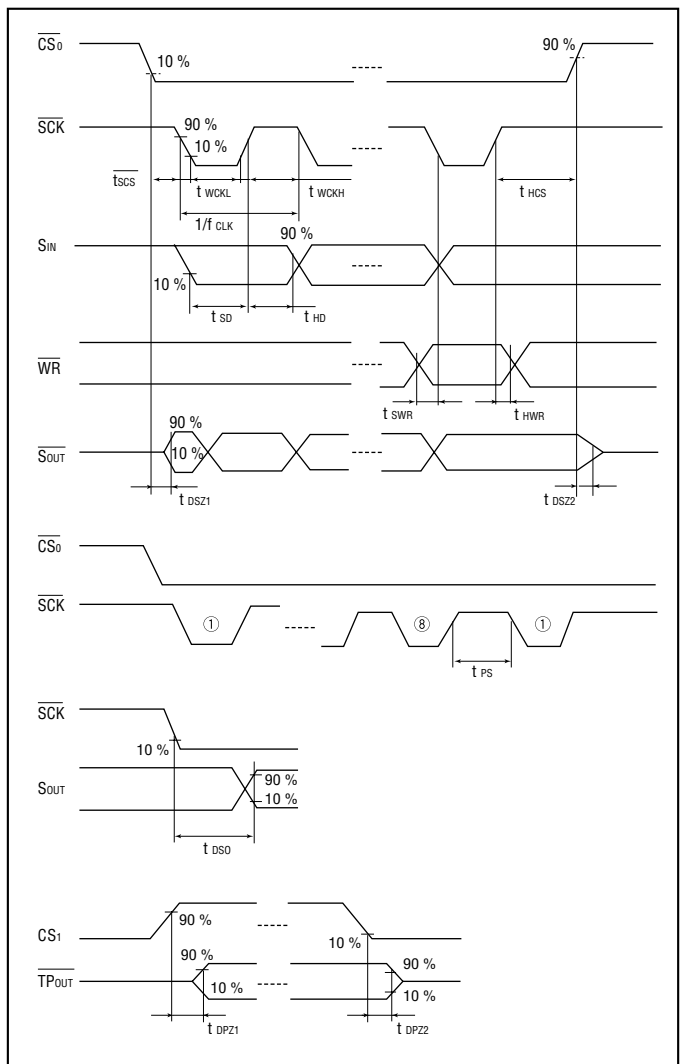 CS0 10 % 90 %
SCK 90 % 10 %
tSCS t WCKL t WCKH t HCS
1/f CLK
SIN 90 %
10 %
t SD t HD
WR
t SWR t HWR
90 %
SOUT 10 %
t DSZ1 t DSZ2
CS0
SCK ① ⑧ ①
t PS
SCK
10 %
SOUT 90 %
10 %
t DSO
90 %
CS1 10 %
90 % 90 %
TPOUT 10 % 10 %
t DPZ1 t DPZ2